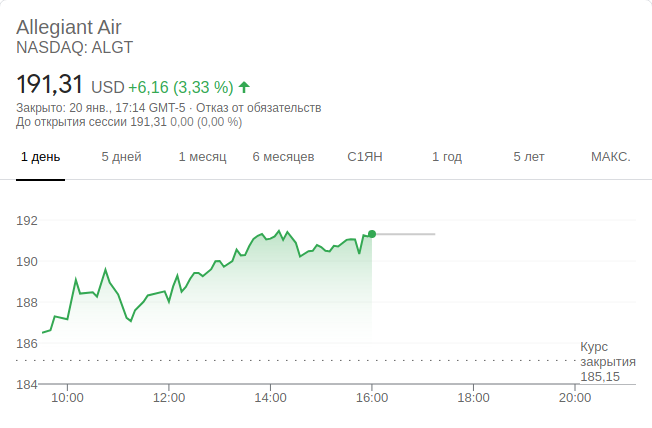 Allegiant Air
NASDAQ: ALGT
191,31 USD +6,16 (3,33 %) ↑
Закрыто: 20 янв., 17:14 GMT-5 · Отказ от обязательств
До открытия сессии 191,31 0,00 (0,00 %)
1 день 5 дней 1 месяц 6 месяцев С1ЯН 1 год 5 лет МАКС.
192
190
188
186
184
Курс
закрытия
185,15
10:00 12:00 14:00 16:00 18:00 20:00